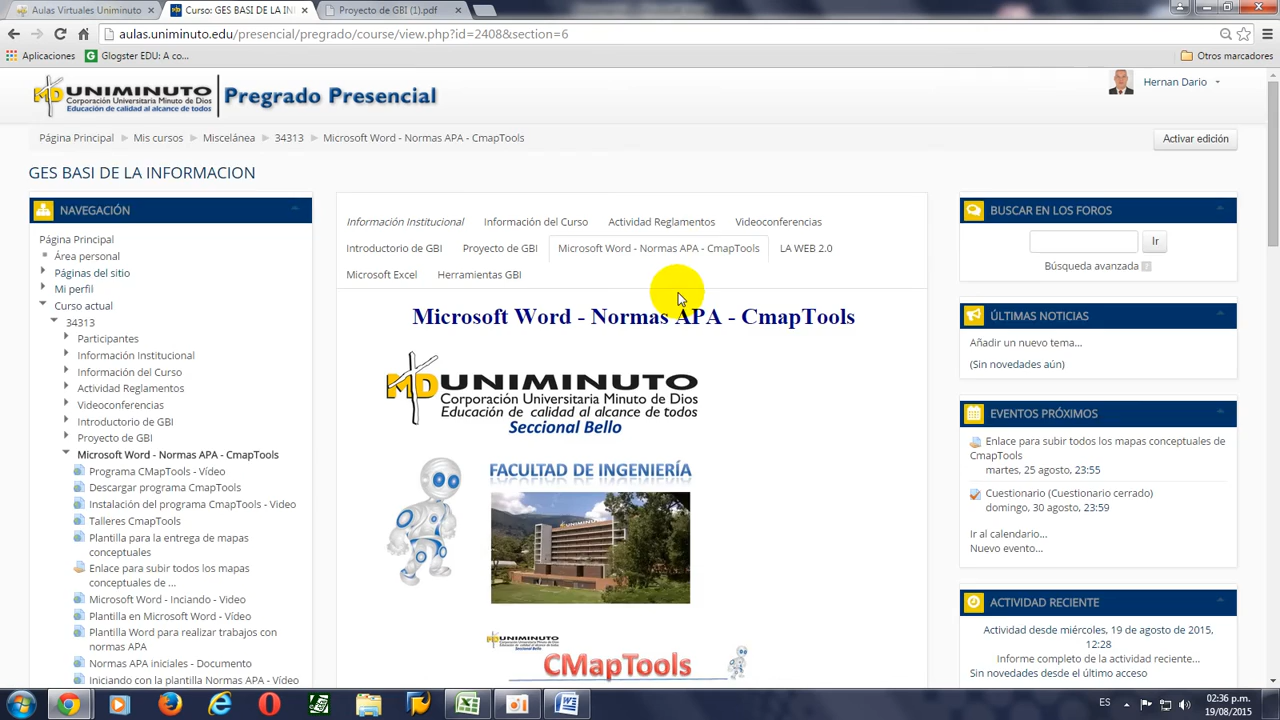 Aulas Virtuales Uniminuto
Curso: GES BASI DE LA IN
Proyecto de GBI (1).pdf
aulas.uniminuto.edu/presencial/pregrado/course/view.php?id=2408&section=6
Aplicaciones
Glogster EDU: A co...
Otros marcadores
UNIMINUTO
Corporación Universitaria Minuto de Dios
Educación de calidad al alcance de todos
Pregrado Presencial
Hernan Dario
Página Principal
Mis cursos
Miscelánea
34313
Microsoft Word - Normas APA - CmapTools
Activar edición
GES BASI DE LA INFORMACION
NAVEGACIÓN
Página Principal
Área personal
Páginas del sitio
Mi perfil
Curso actual
34313
Participantes
Información Institucional
Información del Curso
Actividad Reglamentos
Videoconferencias
Introductorio de GBI
Proyecto de GBI
Microsoft Word - Normas APA - CmapTools
Programa CMapTools - Vídeo
Descargar programa CmapTools
Instalación del programa CmapTools - Video
Talleres CmapTools
Plantilla para la entrega de mapas
conceptuales
Enlace para subir todos los mapas
conceptuales de ...
Microsoft Word - Inciando - Video
Plantilla en Microsoft Word - Vídeo
Plantilla Word para realizar trabajos con
normas APA
Normas APA iniciales - Documento
Iniciando con la plantilla Normas APA - Vídeo
Información Institucional
Información del Curso
Actividad Reglamentos
Videoconferencias
Introductorio de GBI
Proyecto de GBI
Microsoft Word - Normas APA - CmapTools
LA WEB 2.0
Microsoft Excel
Herramientas GBI
Microsoft Word - Normas APA - CmapTools
UNIMINUTO
Corporación Universitaria Minuto de Dios
Educación de calidad al alcance de todos
Seccional Bello
FACULTAD DE INGENIERÍA
UNIMINUTO
CMapTools
BUSCAR EN LOS FOROS
Ir
Búsqueda avanzada
ÚLTIMAS NOTICIAS
Añadir un nuevo tema...
(Sin novedades aún)
EVENTOS PRÓXIMOS
Enlace para subir todos los mapas conceptuales de
CmapTools
martes, 25 agosto, 23:55
Cuestionario (Cuestionario cerrado)
domingo, 30 agosto, 23:59
Ir al calendario...
Nuevo evento...
ACTIVIDAD RECIENTE
Actividad desde miércoles, 19 de agosto de 2015,
12:28
Informe completo de la actividad reciente...
Sin novedades desde el último acceso
ES
02:36 p.m.
19/08/2015